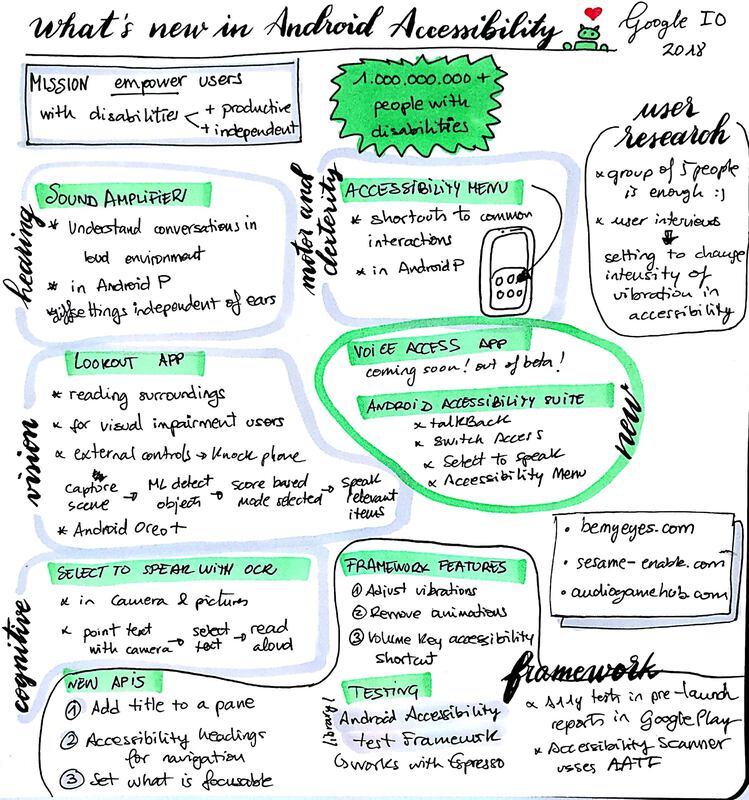 What's new in Android Accessibility
Google IO
2018
MISSION empower users
with disabilities + productive
+ independent
1.000.000.000 +
people with
disabilities
user
research
* group of 5 people
is enough :)
* user interviews
setting to change
intensity of
vibration in
accessibility
hearing
SOUND AMPLIFIER
* Understand conversations in
loud environment
* in Android P
* diff settings independent of ears
motor and
dexterity
ACCESSIBILITY MENU
* shortcuts to common
interactions
* in Android P
vision
LOOKOUT APP
* reading surroundings
* for visual impairment users
* external controls → Knock phone
capture
scene → ML detect
objects → score based
mode selected → speak
relevant
items
* Android Oreo +
new
VOICE ACCESS APP
coming soon! out of beta!
ANDROID ACCESSIBILITY SUITE
* talkBack
* Switch Access
* Select to speak
* Accessibility Menu
• bemyeyes.com
• sesame-enable.com
• audiogamehub.com
cognitive
SELECT TO SPEAK WITH OCR
* in Camera & pictures
* point text
with camera → select
text → read
aloud
framework
FRAMEWORK FEATURES
① Adjust vibrations
② Remove animations
③ Volume Key accessibility
shortcut
NEW APIS
① Add title to a pane
② Accessibility headings
for navigation
③ Set what is focusable
TESTING
library!
Android Accessibility
test Framework
works with Espresso
* A11y tests in pre-launch
reports in Google Play
* Accessibility Scanner
usses AATF